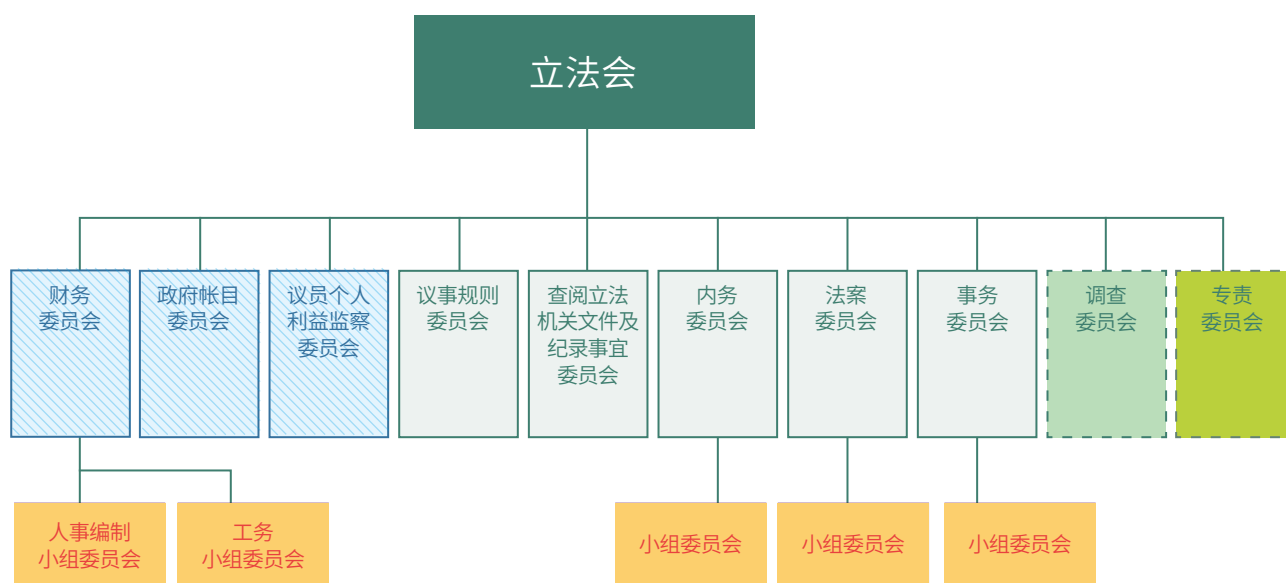 立法会
财务
委员会
政府帐目
委员会
议员个人
利益监察
委员会
议事规则
委员会
查阅立法
机关文件及
纪录事宜
委员会
内务
委员会
法案
委员会
事务
委员会
调查
委员会
专责
委员会
人事编制
小组委员会
工务
小组委员会
小组委员会
小组委员会
小组委员会